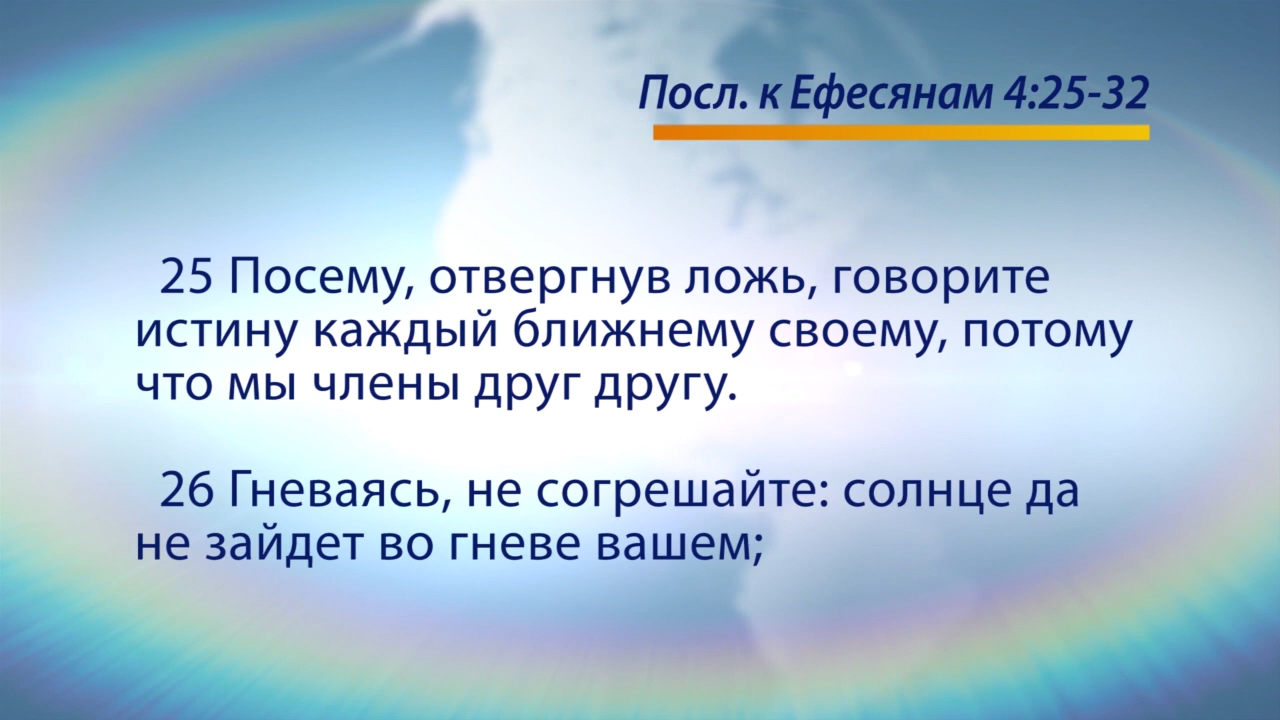 Посл. к Ефесянам 4:25-32
25 Посему, отвергнув ложь, говорите
истину каждый ближнему своему, потому
что мы члены друг другу.
26 Гневаясь, не согрешайте: солнце да
не зайдет во гневе вашем;